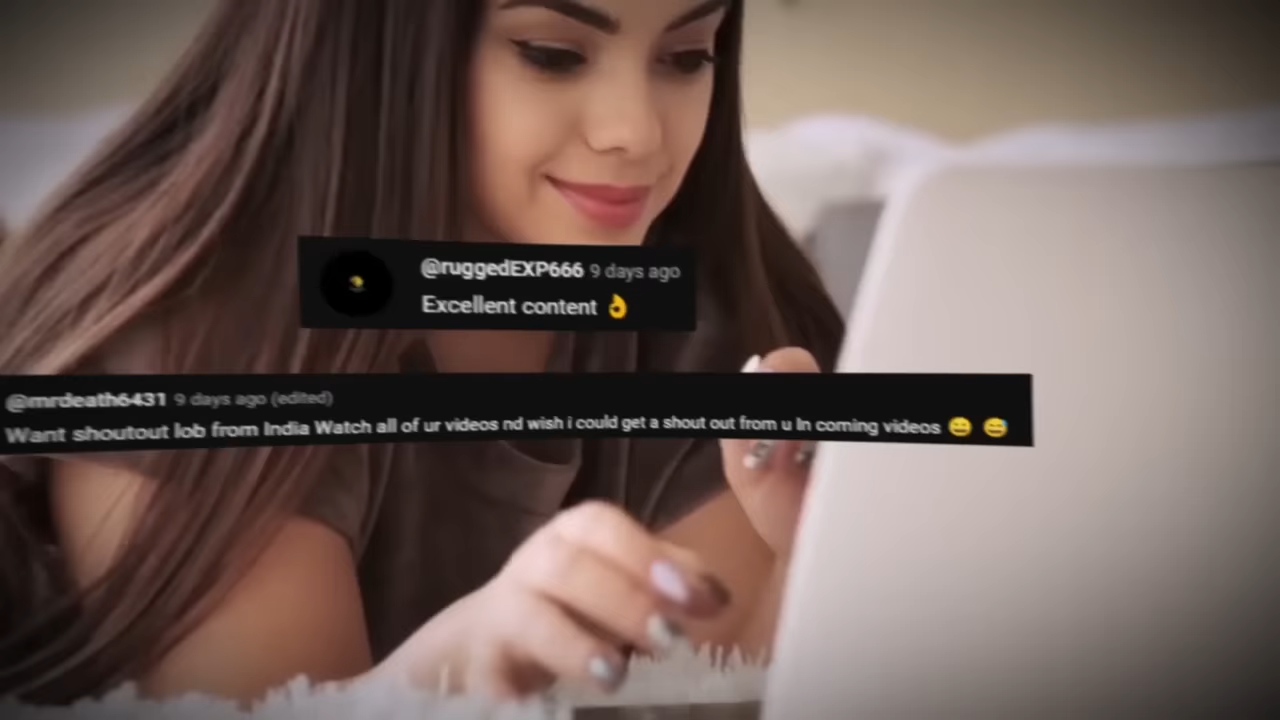 @ruggedEXP666 9 days ago
Excellent content 👌
@mrdeath6431 9 days ago (edited)
Want shoutout lob from India Watch all of ur videos nd wish i could get a shout out from u In coming videos 😄 😅